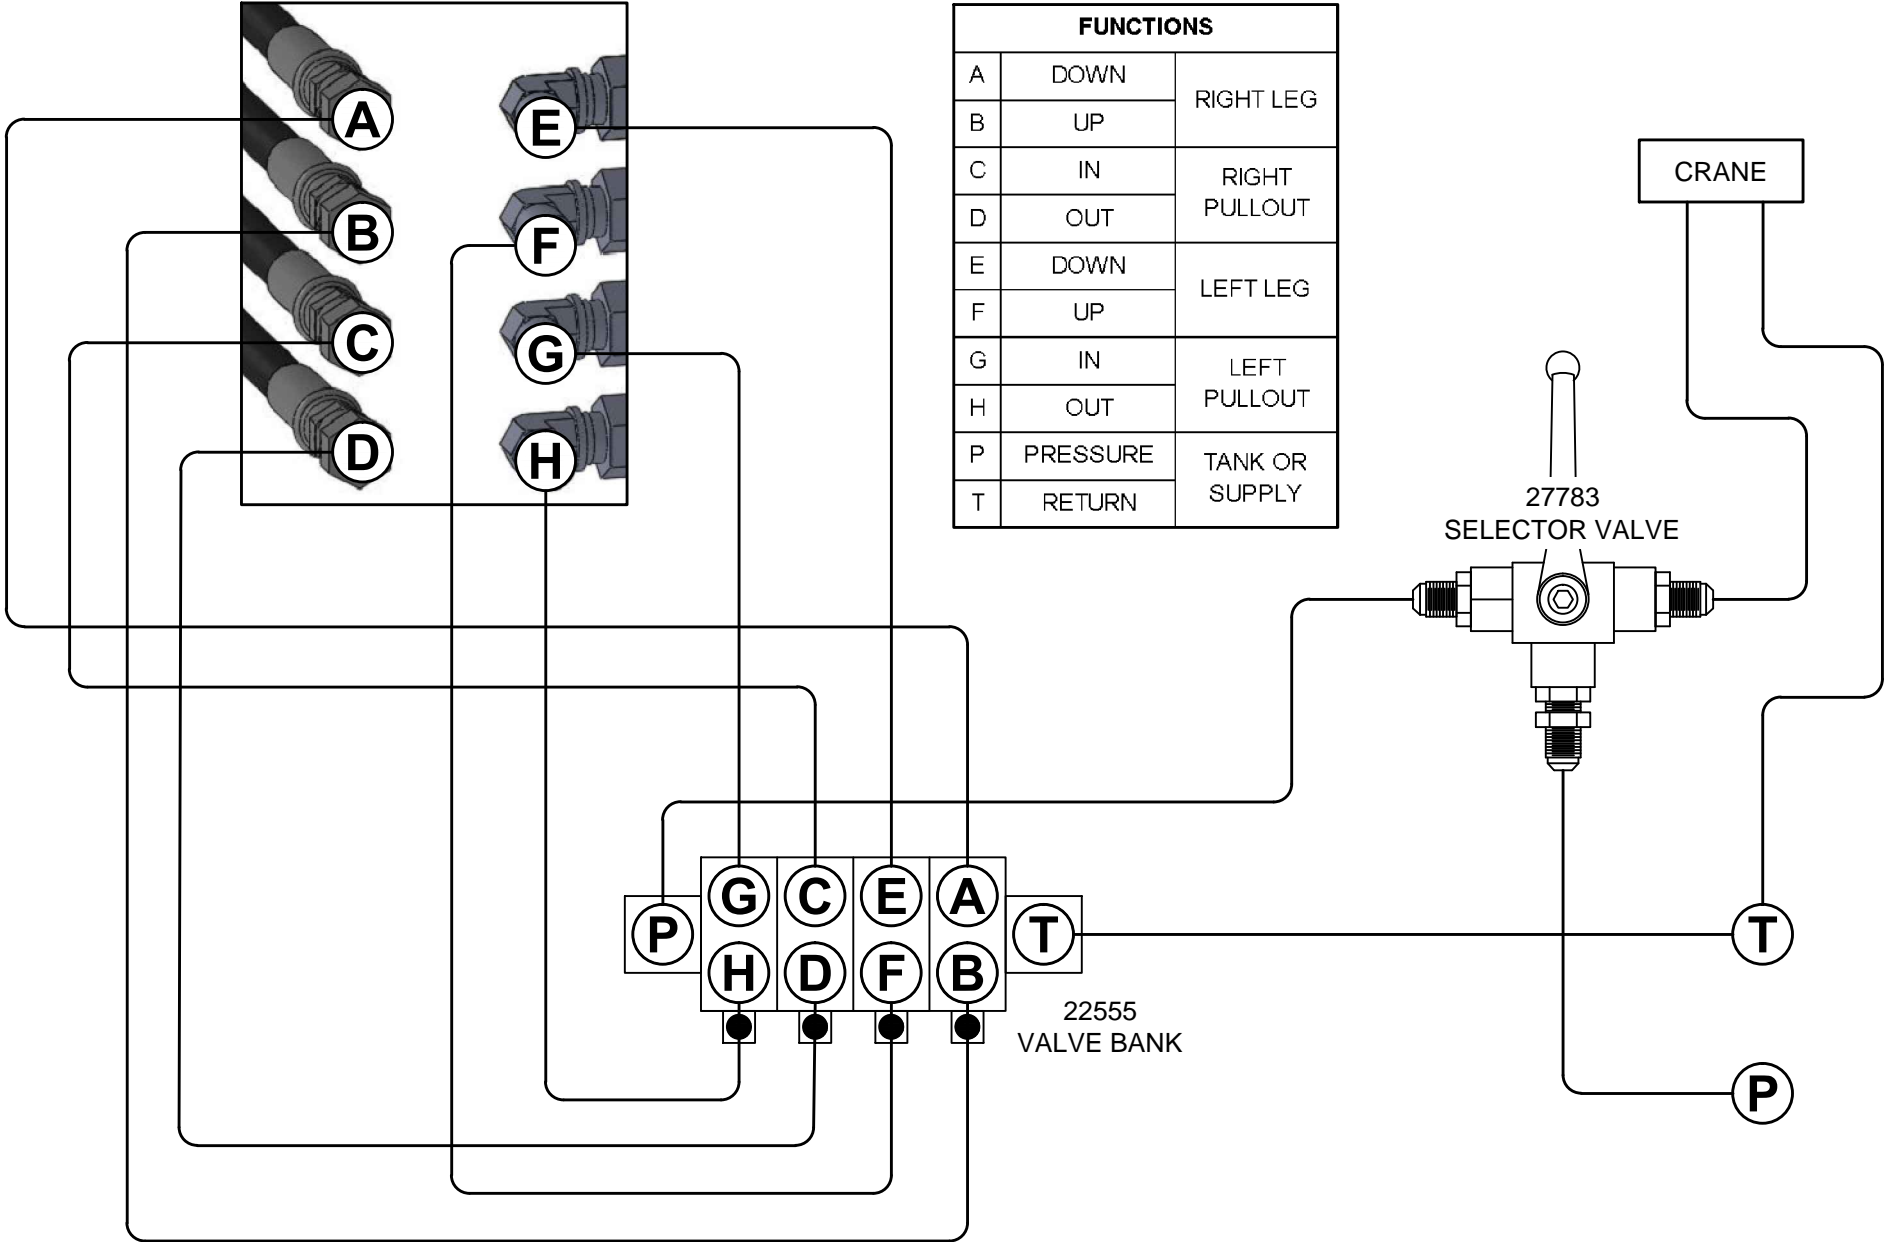 A
B
C
D
E
F
G
H
FUNCTIONS
A DOWN RIGHT LEG
B UP
C IN RIGHT PULLOUT
D OUT
E DOWN LEFT LEG
F UP
G IN LEFT PULLOUT
H OUT
P PRESSURE TANK OR SUPPLY
T RETURN
CRANE
27783
SELECTOR VALVE
G C E A
P T T
H D F B
22555
VALVE BANK
P